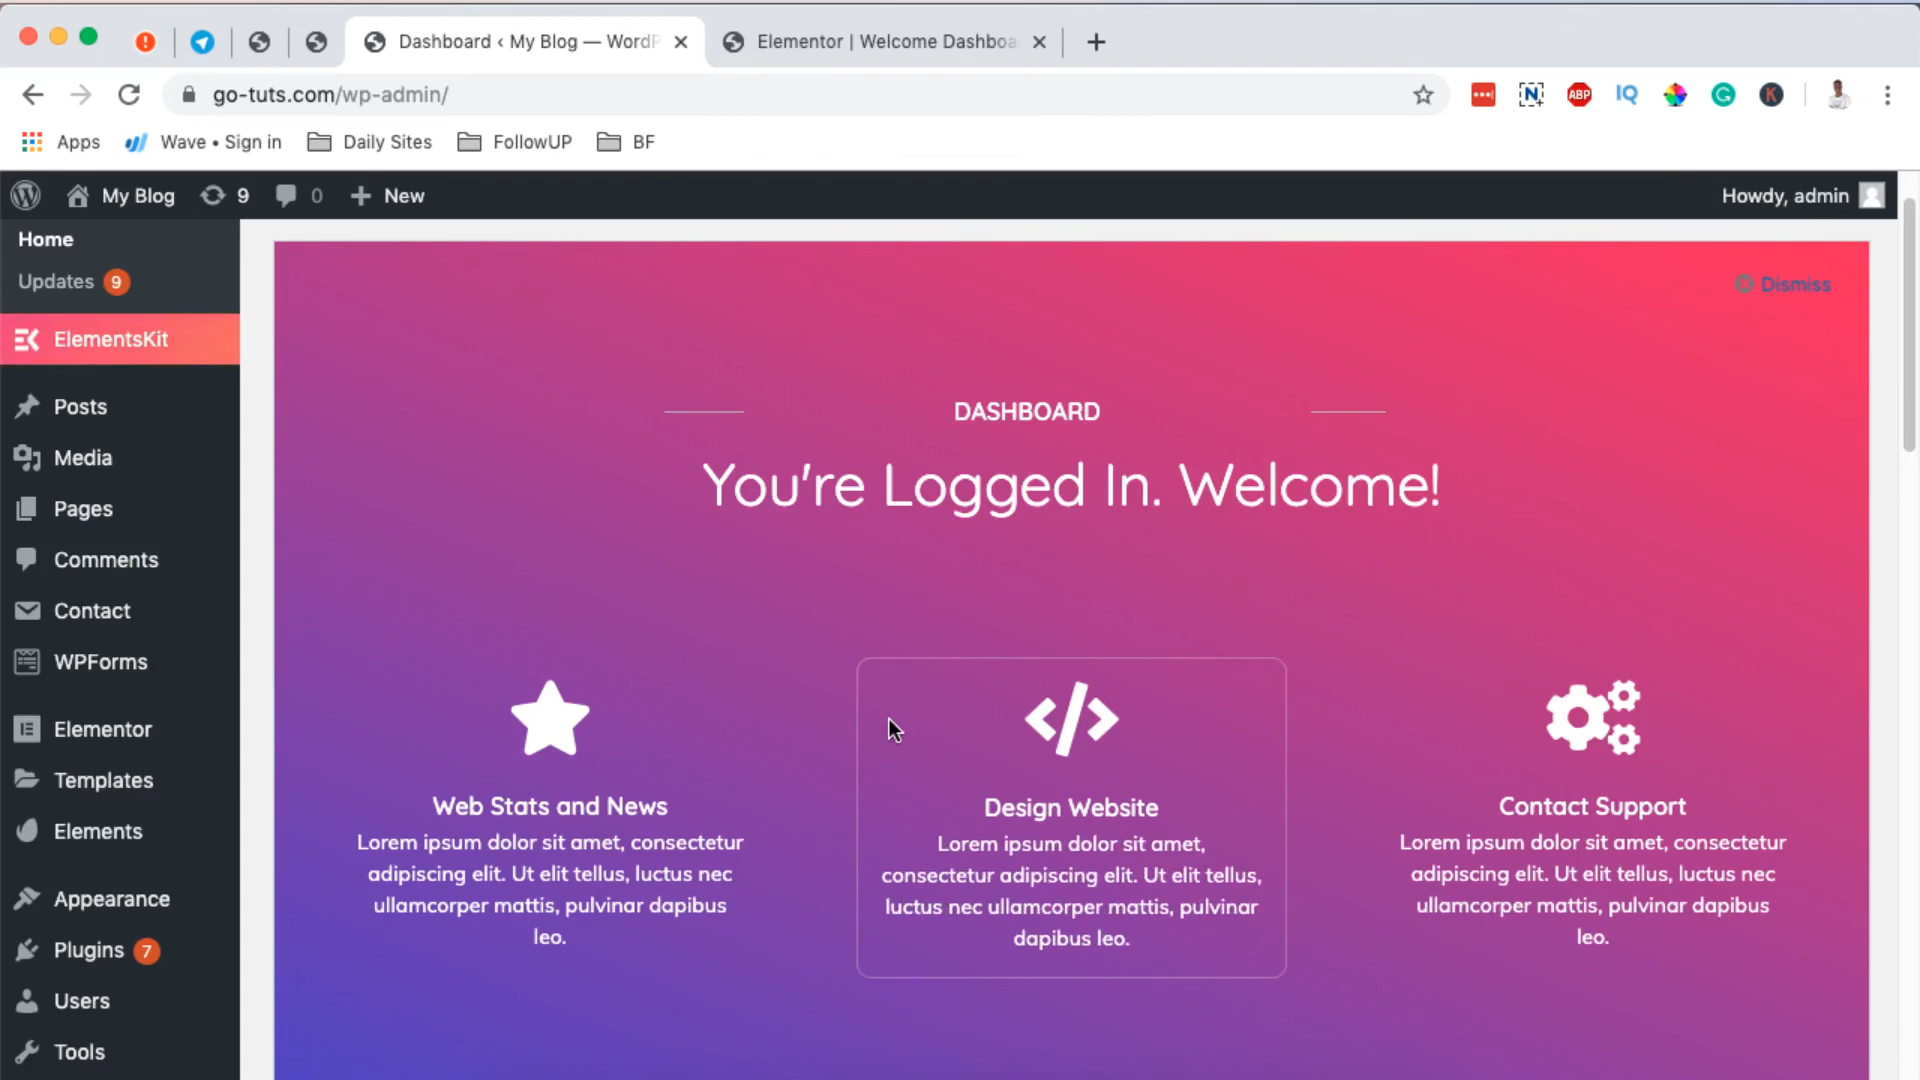 Dashboard ‹ My Blog — WordP
Elementor | Welcome Dashboa
go-tuts.com/wp-admin/
N
ABP
IQ
G
K
Apps
Wave • Sign in
Daily Sites
FollowUP
BF
My Blog
9
0
New
Howdy, admin
Home
Updates 9
ElementsKit
Posts
Media
Pages
Comments
Contact
WPForms
Elementor
Templates
Elements
Appearance
Plugins 7
Users
Tools
Dismiss
DASHBOARD
You're Logged In. Welcome!
Web Stats and News
Lorem ipsum dolor sit amet, consectetur
adipiscing elit. Ut elit tellus, luctus nec
ullamcorper mattis, pulvinar dapibus
leo.
Design Website
Lorem ipsum dolor sit amet,
consectetur adipiscing elit. Ut elit tellus,
luctus nec ullamcorper mattis, pulvinar
dapibus leo.
Contact Support
Lorem ipsum dolor sit amet, consectetur
adipiscing elit. Ut elit tellus, luctus nec
ullamcorper mattis, pulvinar dapibus
leo.